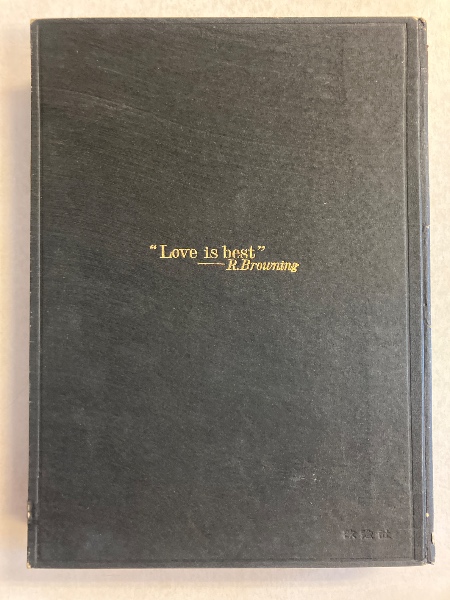 “Love is best”
— R. Browning